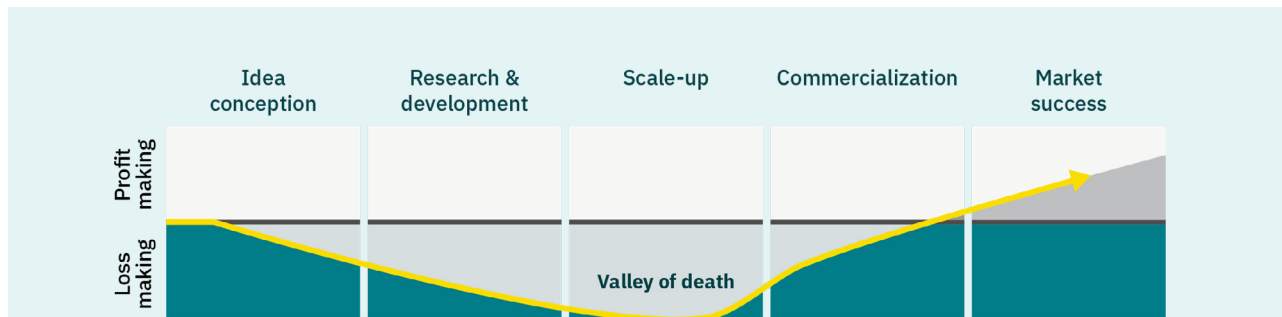 Idea
conception
Research &
development
Scale-up
Commercialization
Market
success
Profit
making
Loss
making
Valley of death